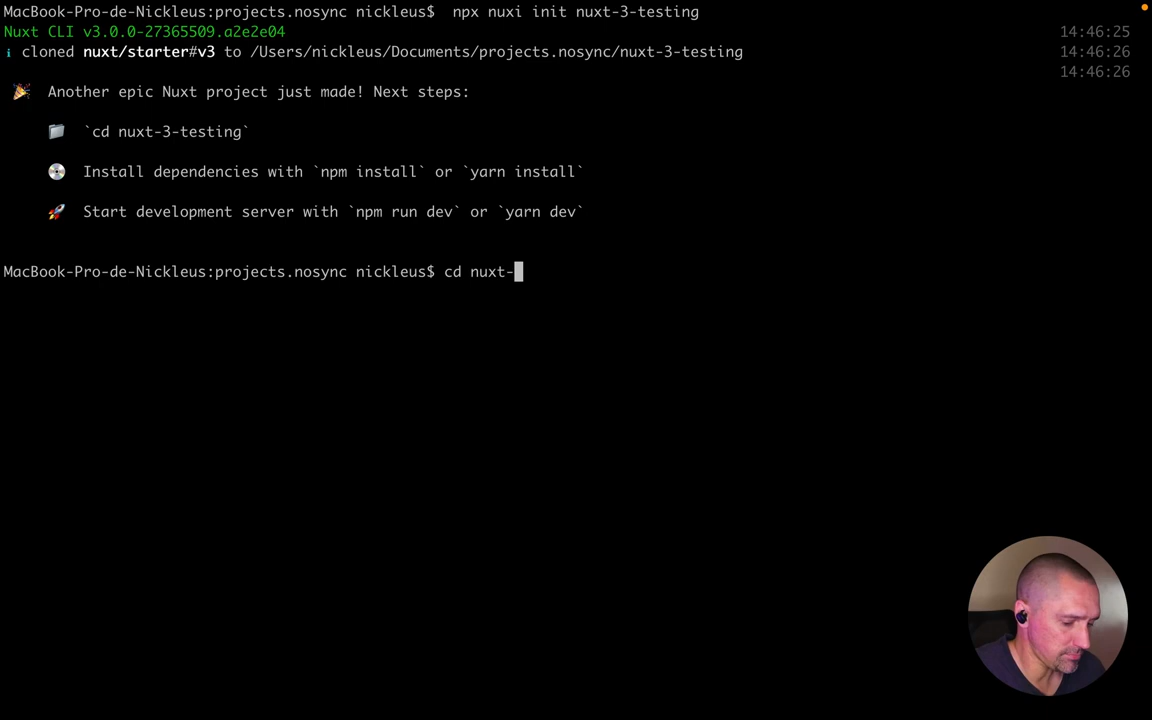 MacBook-Pro-de-Nickleus:projects.nosync nickleus$  npx nuxi init nuxt-3-testing
Nuxt CLI v3.0.0-27365509.a2e2e04 14:46:25
ℹ cloned nuxt/starter#v3 to /Users/nickleus/Documents/projects.nosync/nuxt-3-testing 14:46:26
14:46:26
🎉  Another epic Nuxt project just made! Next steps:
📁  `cd nuxt-3-testing`
💿  Install dependencies with `npm install` or `yarn install`
🚀  Start development server with `npm run dev` or `yarn dev`
MacBook-Pro-de-Nickleus:projects.nosync nickleus$ cd nuxt-